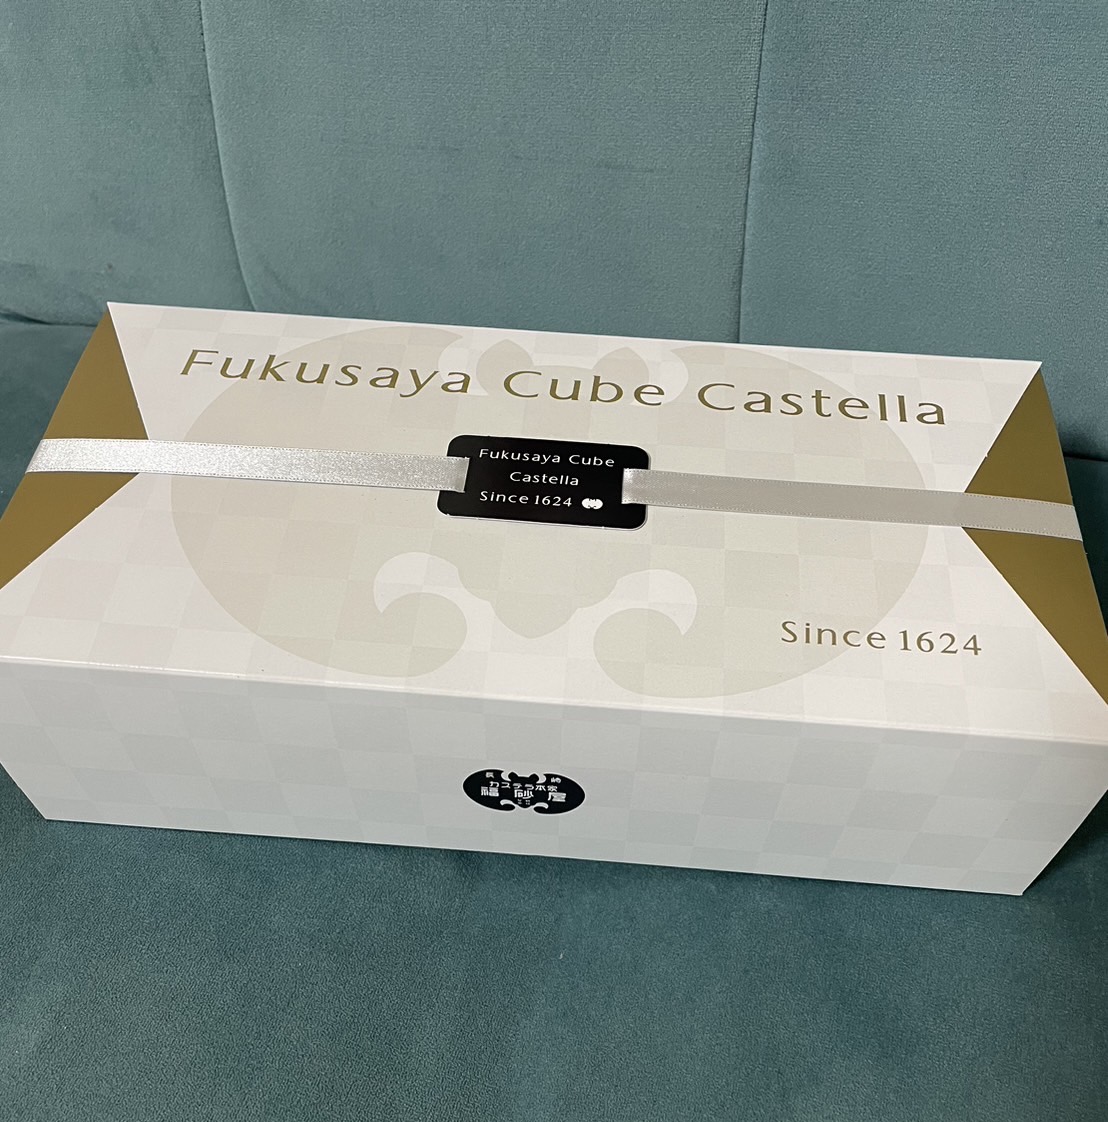 Fukusaya Cube Castella
Fukusaya Cube
Castella
Since 1624
Since 1624
長崎
カステラ本家
福砂屋